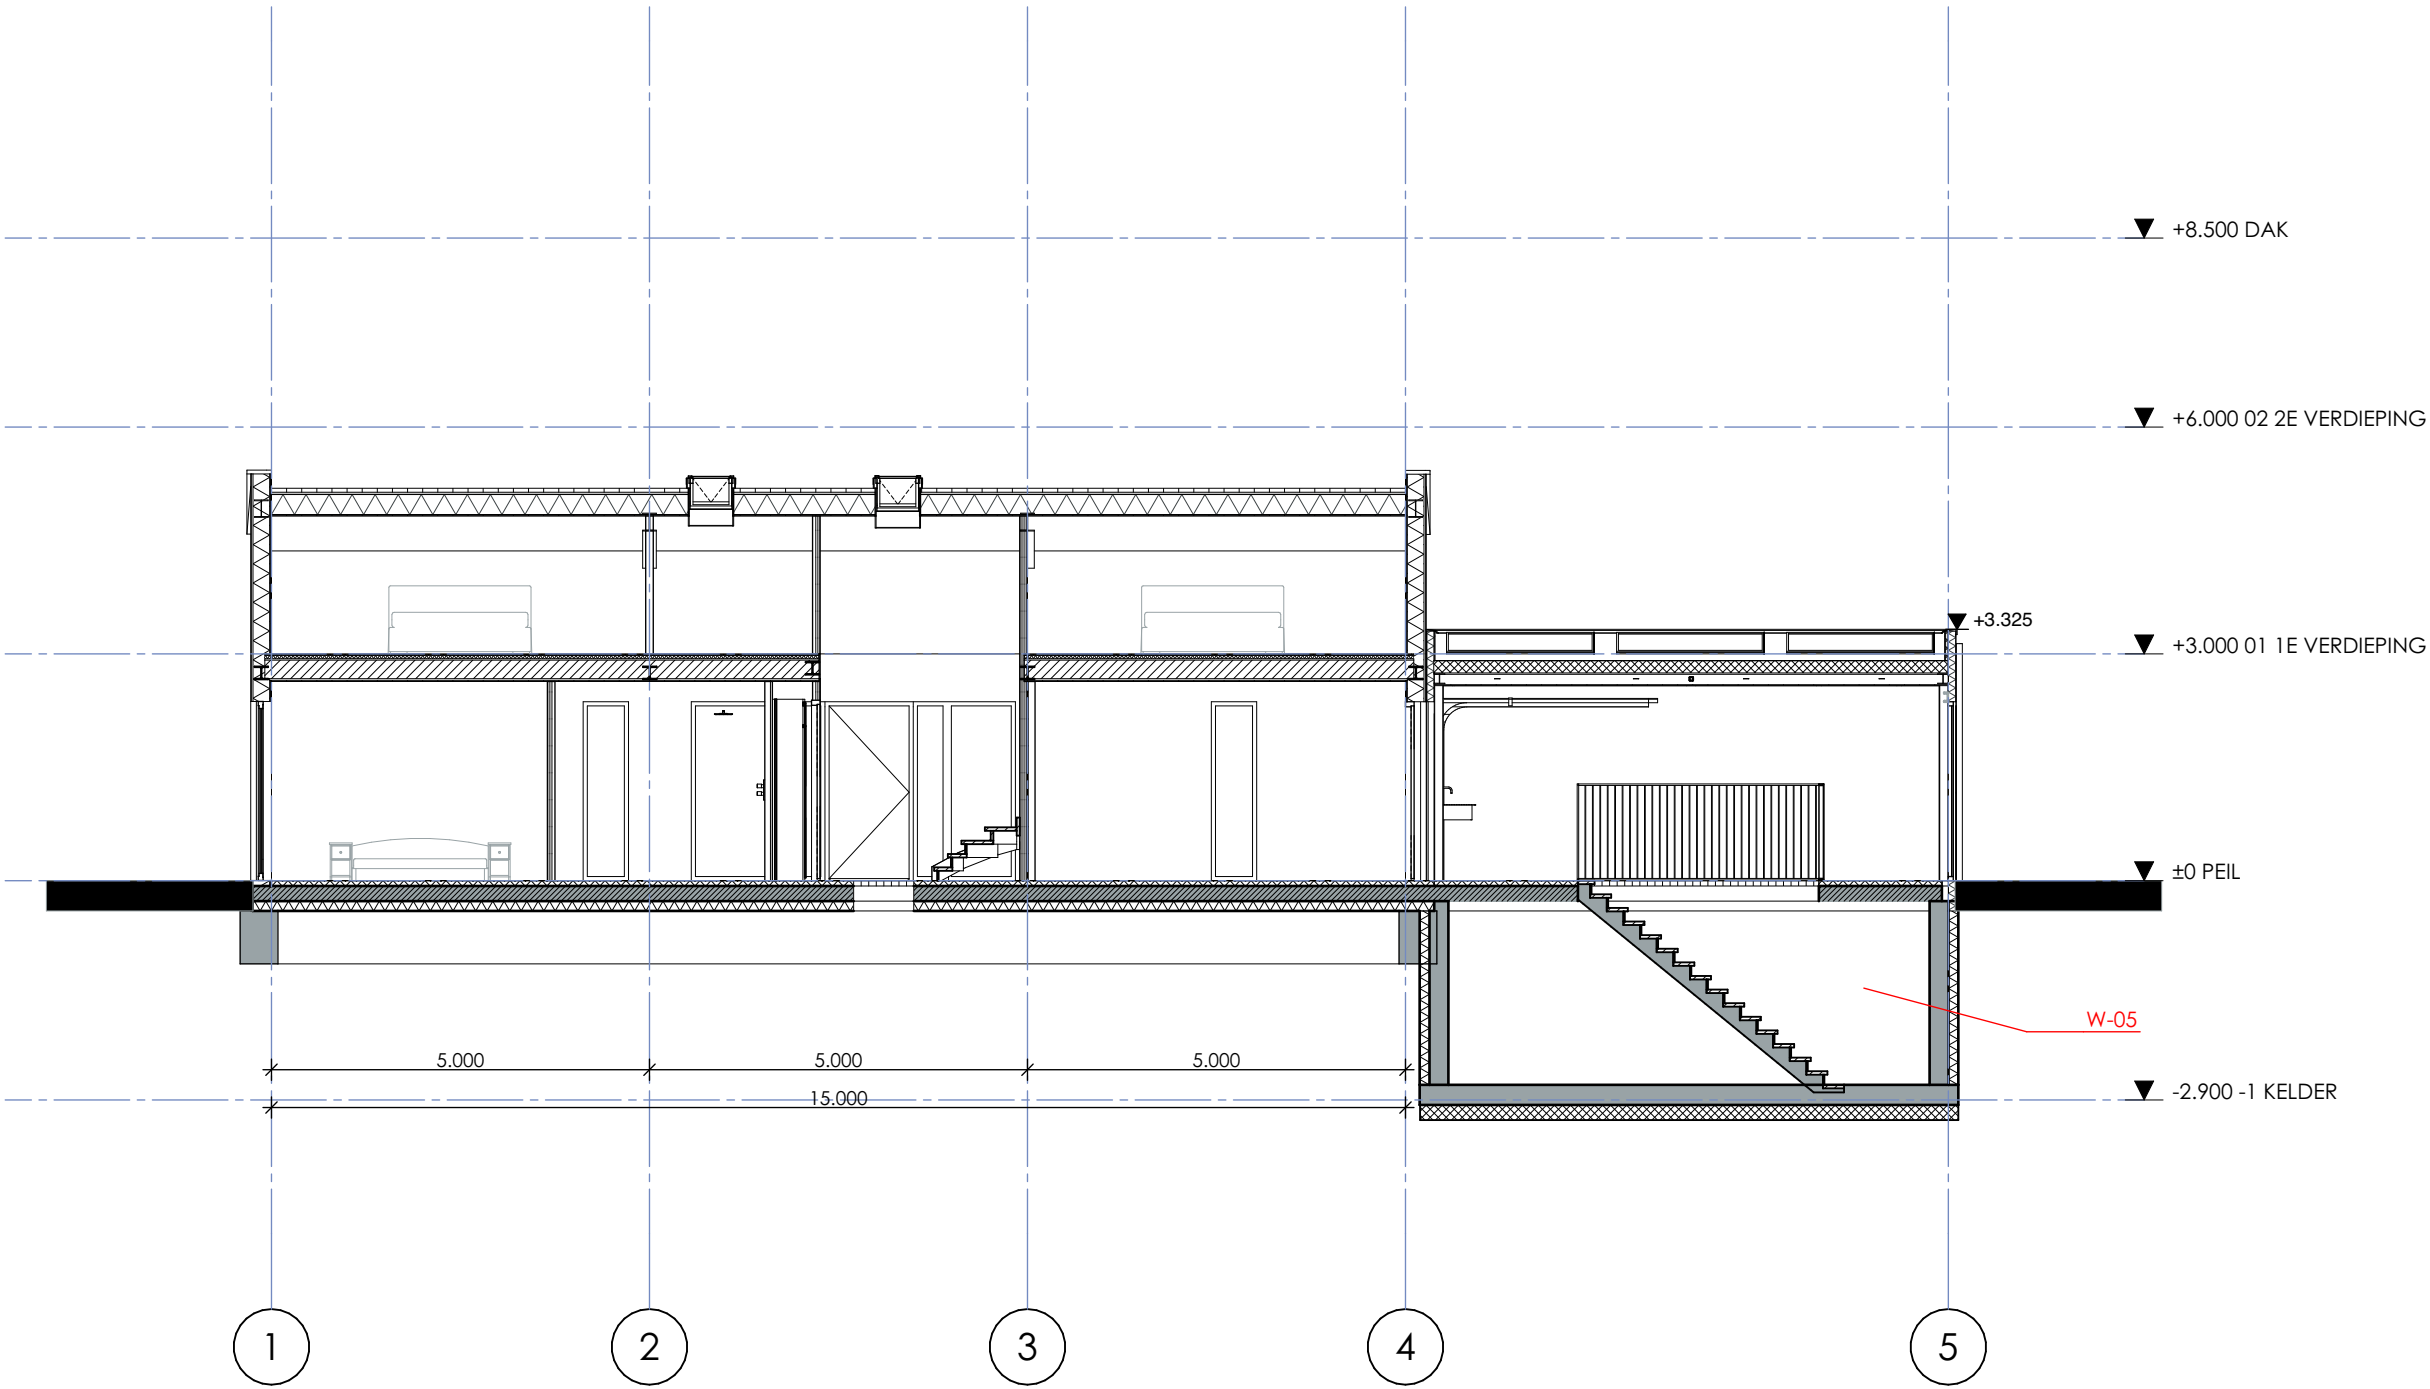 +8.500 DAK
+6.000 02 2E VERDIEPING
+3.325
+3.000 01 1E VERDIEPING
±0 PEIL
W-05
5.000 5.000 5.000
-2.900 -1 KELDER
15.000
1 2 3 4 5